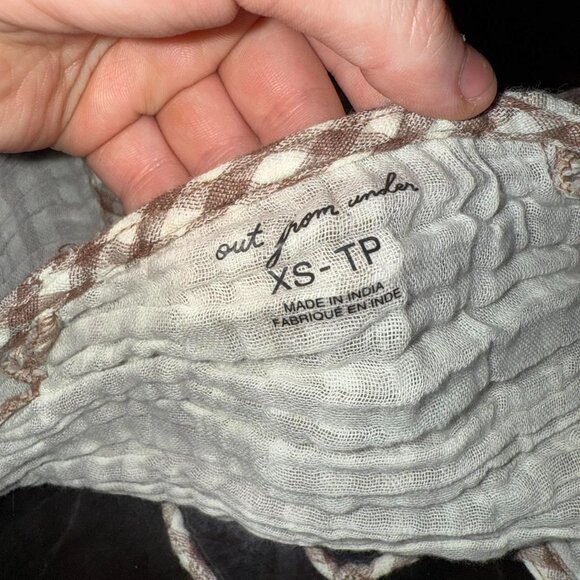 out from under
XS - TP
MADE IN INDIA
FABRIQUÉ EN INDE